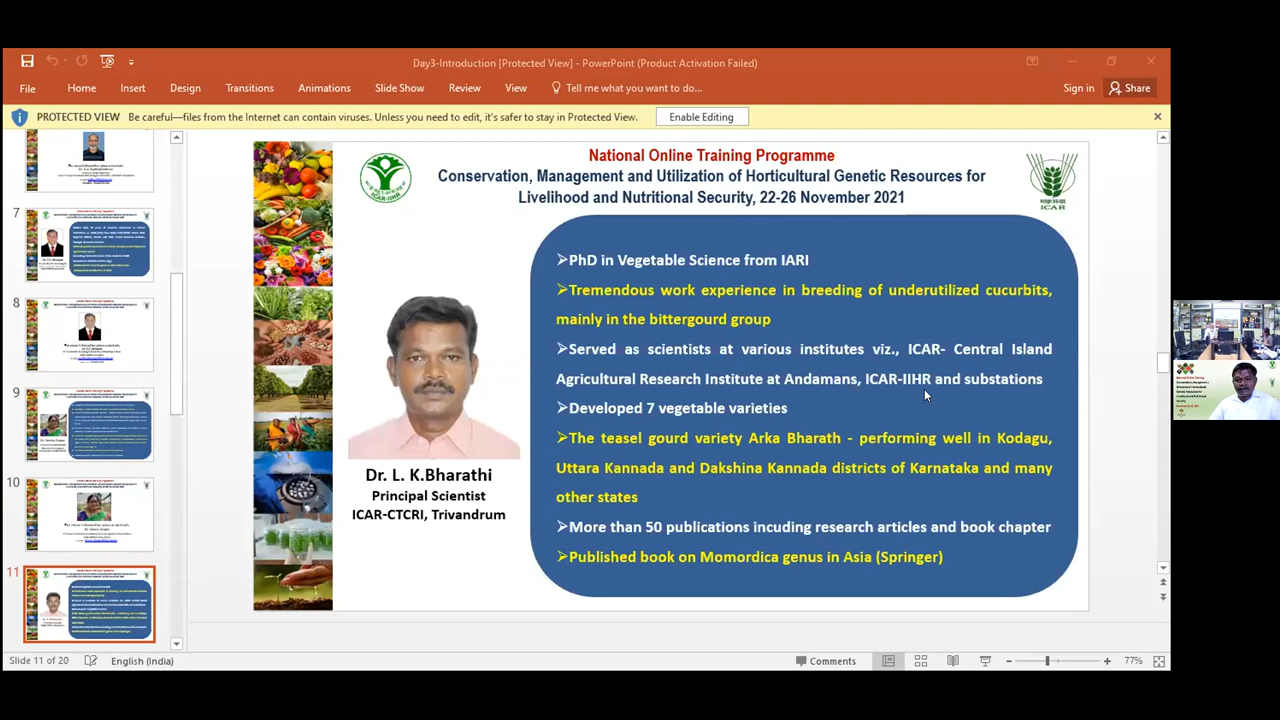 Day3-Introduction [Protected View] - PowerPoint (Product Activation Failed)
File Home Insert Design Transitions Animations Slide Show Review View Tell me what you want to do... Sign in Share
PROTECTED VIEW Be careful—files from the Internet can contain viruses. Unless you need to edit, it's safer to stay in Protected View. Enable Editing
7
8
9
10
11
National Online Training Programme
Conservation, Management and Utilization of Horticultural Genetic Resources for
Livelihood and Nutritional Security, 22-26 November 2021
ICAR-IIHR
ICAR
➢PhD in Vegetable Science from IARI
➢Tremendous work experience in breeding of underutilized cucurbits,
mainly in the bittergourd group
➢Served as scientist at various institutes viz., ICAR-Central Island
Agricultural Research Institute at Andamans, ICAR-IIHR and substations
➢Developed 7 vegetable varieties
➢The teasel gourd variety Arka Bharath - performing well in Kodagu,
Uttara Kannada and Dakshina Kannada districts of Karnataka and many
other states
➢More than 50 publications incuding research articles and book chapter
➢Published book on Momordica genus in Asia (Springer)
Dr. L. K.Bharathi
Principal Scientist
ICAR-CTCRI, Trivandrum
Slide 11 of 20 English (India) Comments 77%